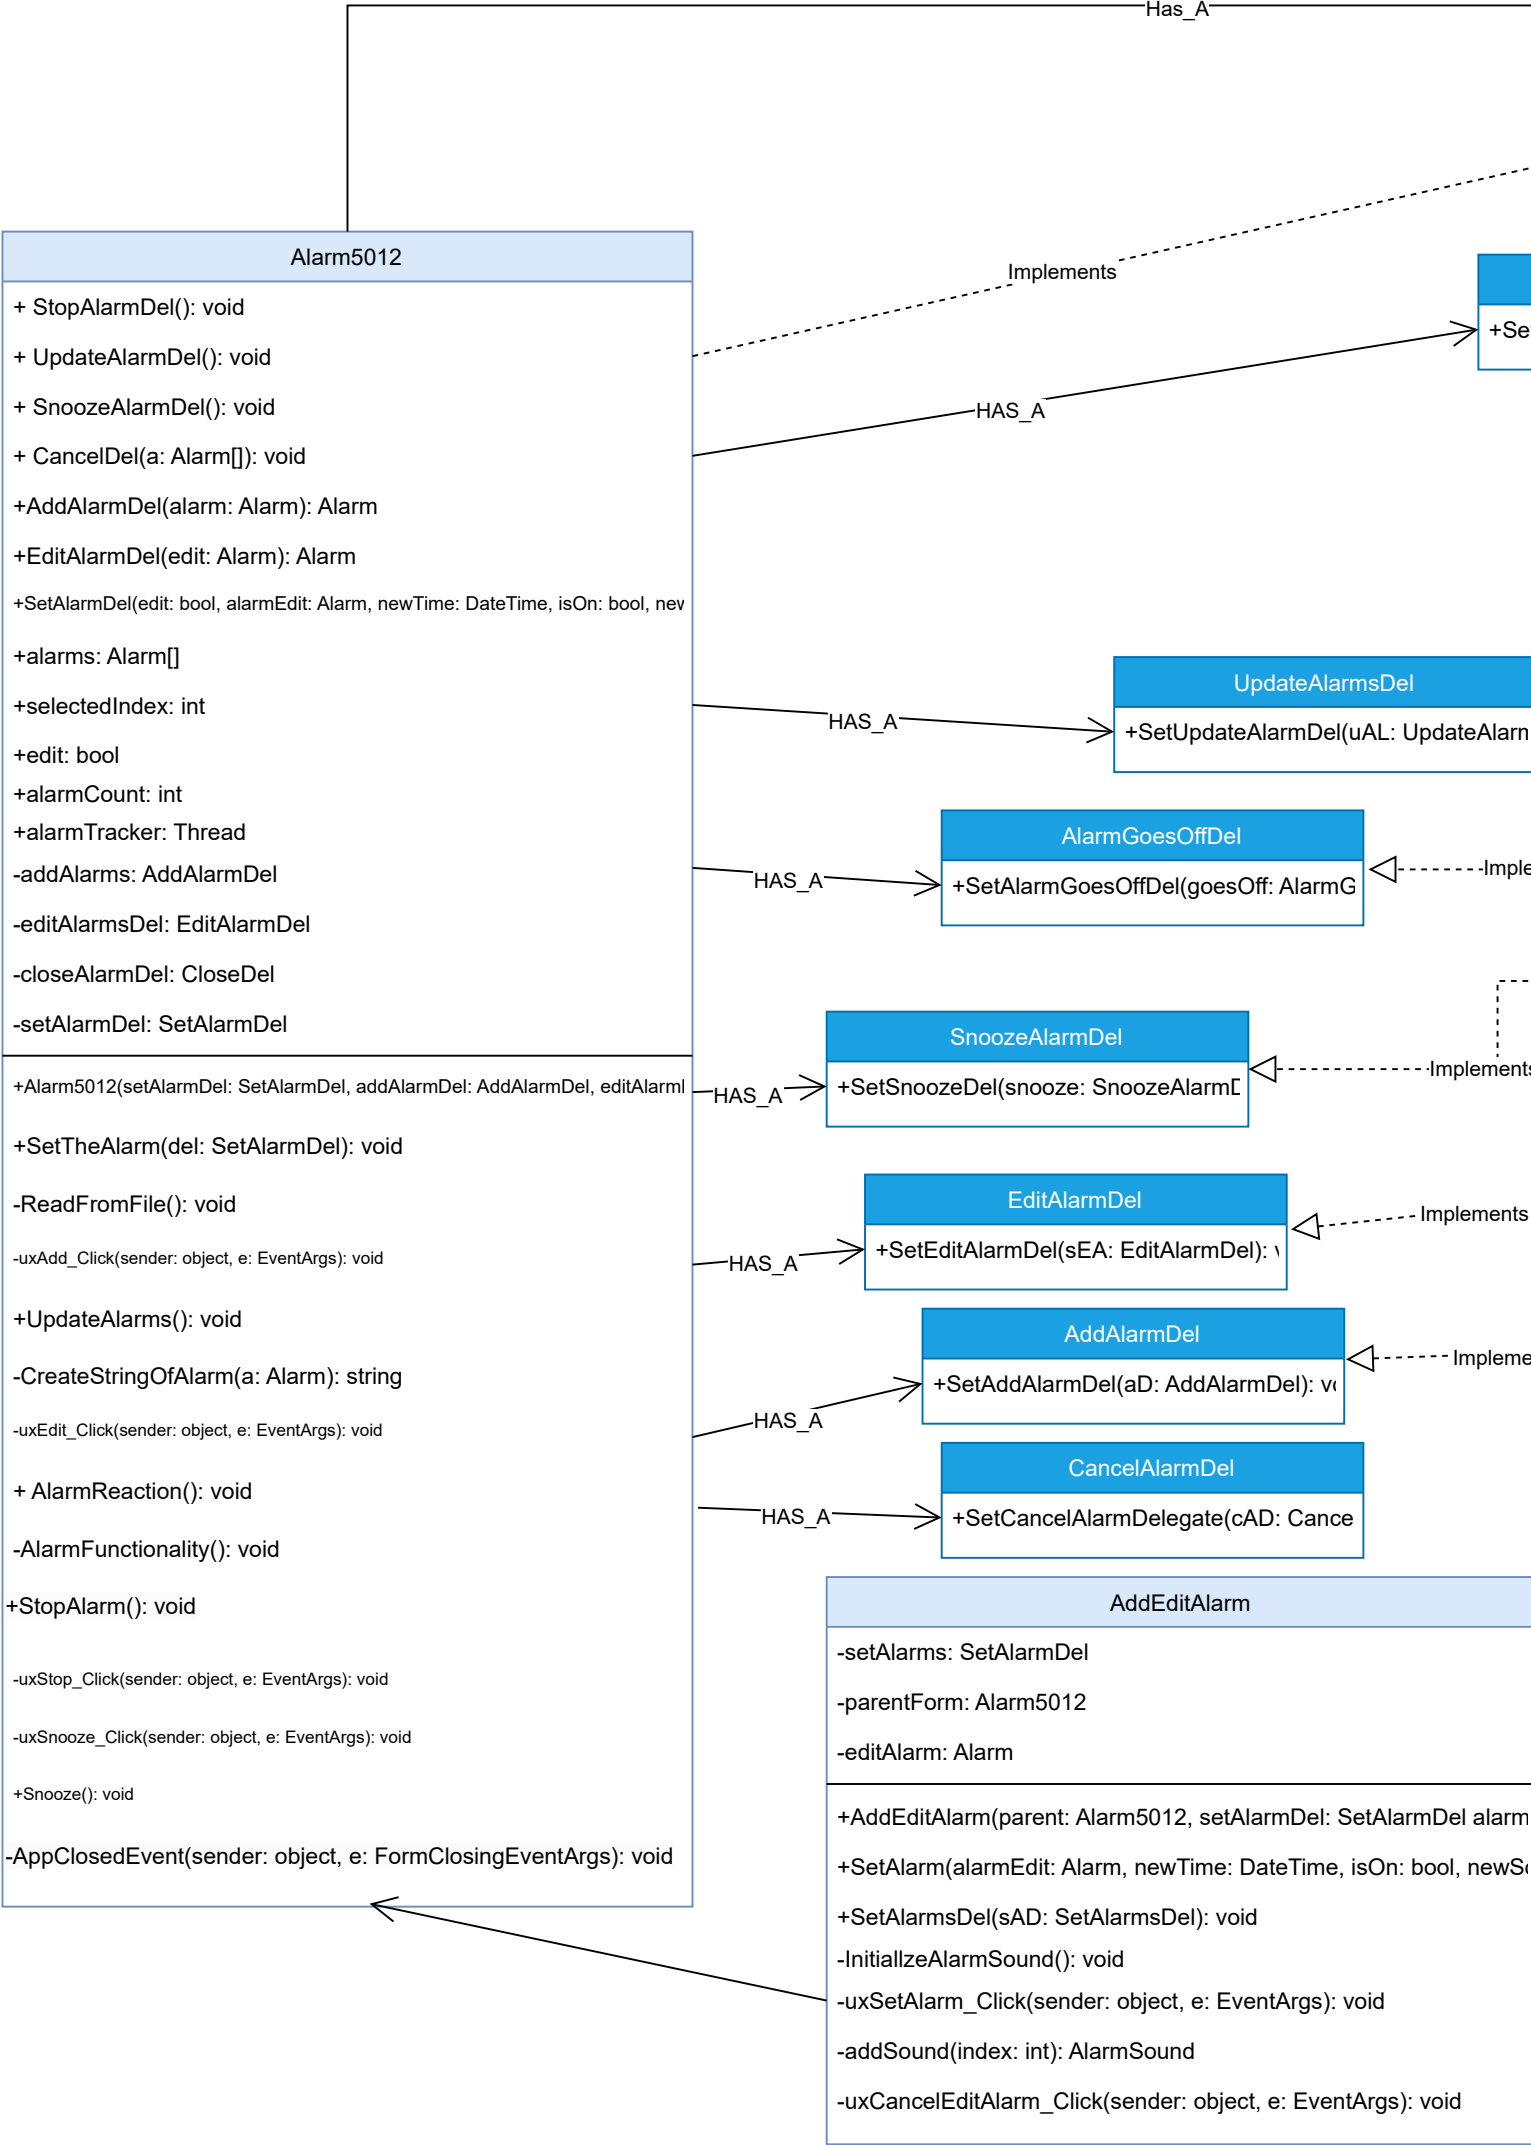 Has_A
Implements
HAS_A
+Se
Alarm5012
+ StopAlarmDel(): void
+ UpdateAlarmDel(): void
+ SnoozeAlarmDel(): void
+ CancelDel(a: Alarm[]): void
+AddAlarmDel(alarm: Alarm): Alarm
+EditAlarmDel(edit: Alarm): Alarm
+SetAlarmDel(edit: bool, alarmEdit: Alarm, newTime: DateTime, isOn: bool, new
+alarms: Alarm[]
+selectedIndex: int
+edit: bool
+alarmCount: int
+alarmTracker: Thread
-addAlarms: AddAlarmDel
-editAlarmsDel: EditAlarmDel
-closeAlarmDel: CloseDel
-setAlarmDel: SetAlarmDel
+Alarm5012(setAlarmDel: SetAlarmDel, addAlarmDel: AddAlarmDel, editAlarm
+SetTheAlarm(del: SetAlarmDel): void
-ReadFromFile(): void
-uxAdd_Click(sender: object, e: EventArgs): void
+UpdateAlarms(): void
-CreateStringOfAlarm(a: Alarm): string
-uxEdit_Click(sender: object, e: EventArgs): void
+ AlarmReaction(): void
-AlarmFunctionality(): void
+StopAlarm(): void
-uxStop_Click(sender: object, e: EventArgs): void
-uxSnooze_Click(sender: object, e: EventArgs): void
+Snooze(): void
-AppClosedEvent(sender: object, e: FormClosingEventArgs): void
HAS_A
UpdateAlarmsDel
+SetUpdateAlarmDel(uAL: UpdateAlarm
HAS_A
AlarmGoesOffDel
+SetAlarmGoesOffDel(goesOff: AlarmG
Imple
HAS_A
SnoozeAlarmDel
+SetSnoozeDel(snooze: SnoozeAlarmD
Implements
HAS_A
EditAlarmDel
+SetEditAlarmDel(sEA: EditAlarmDel):
Implements
HAS_A
AddAlarmDel
+SetAddAlarmDel(aD: AddAlarmDel): vo
Impleme
HAS_A
CancelAlarmDel
+SetCancelAlarmDelegate(cAD: Cance
AddEditAlarm
-setAlarms: SetAlarmDel
-parentForm: Alarm5012
-editAlarm: Alarm
+AddEditAlarm(parent: Alarm5012, setAlarmDel: SetAlarmDel alarm
+SetAlarm(alarmEdit: Alarm, newTime: DateTime, isOn: bool, newSo
+SetAlarmsDel(sAD: SetAlarmsDel): void
-InitiallzeAlarmSound(): void
-uxSetAlarm_Click(sender: object, e: EventArgs): void
-addSound(index: int): AlarmSound
-uxCancelEditAlarm_Click(sender: object, e: EventArgs): void